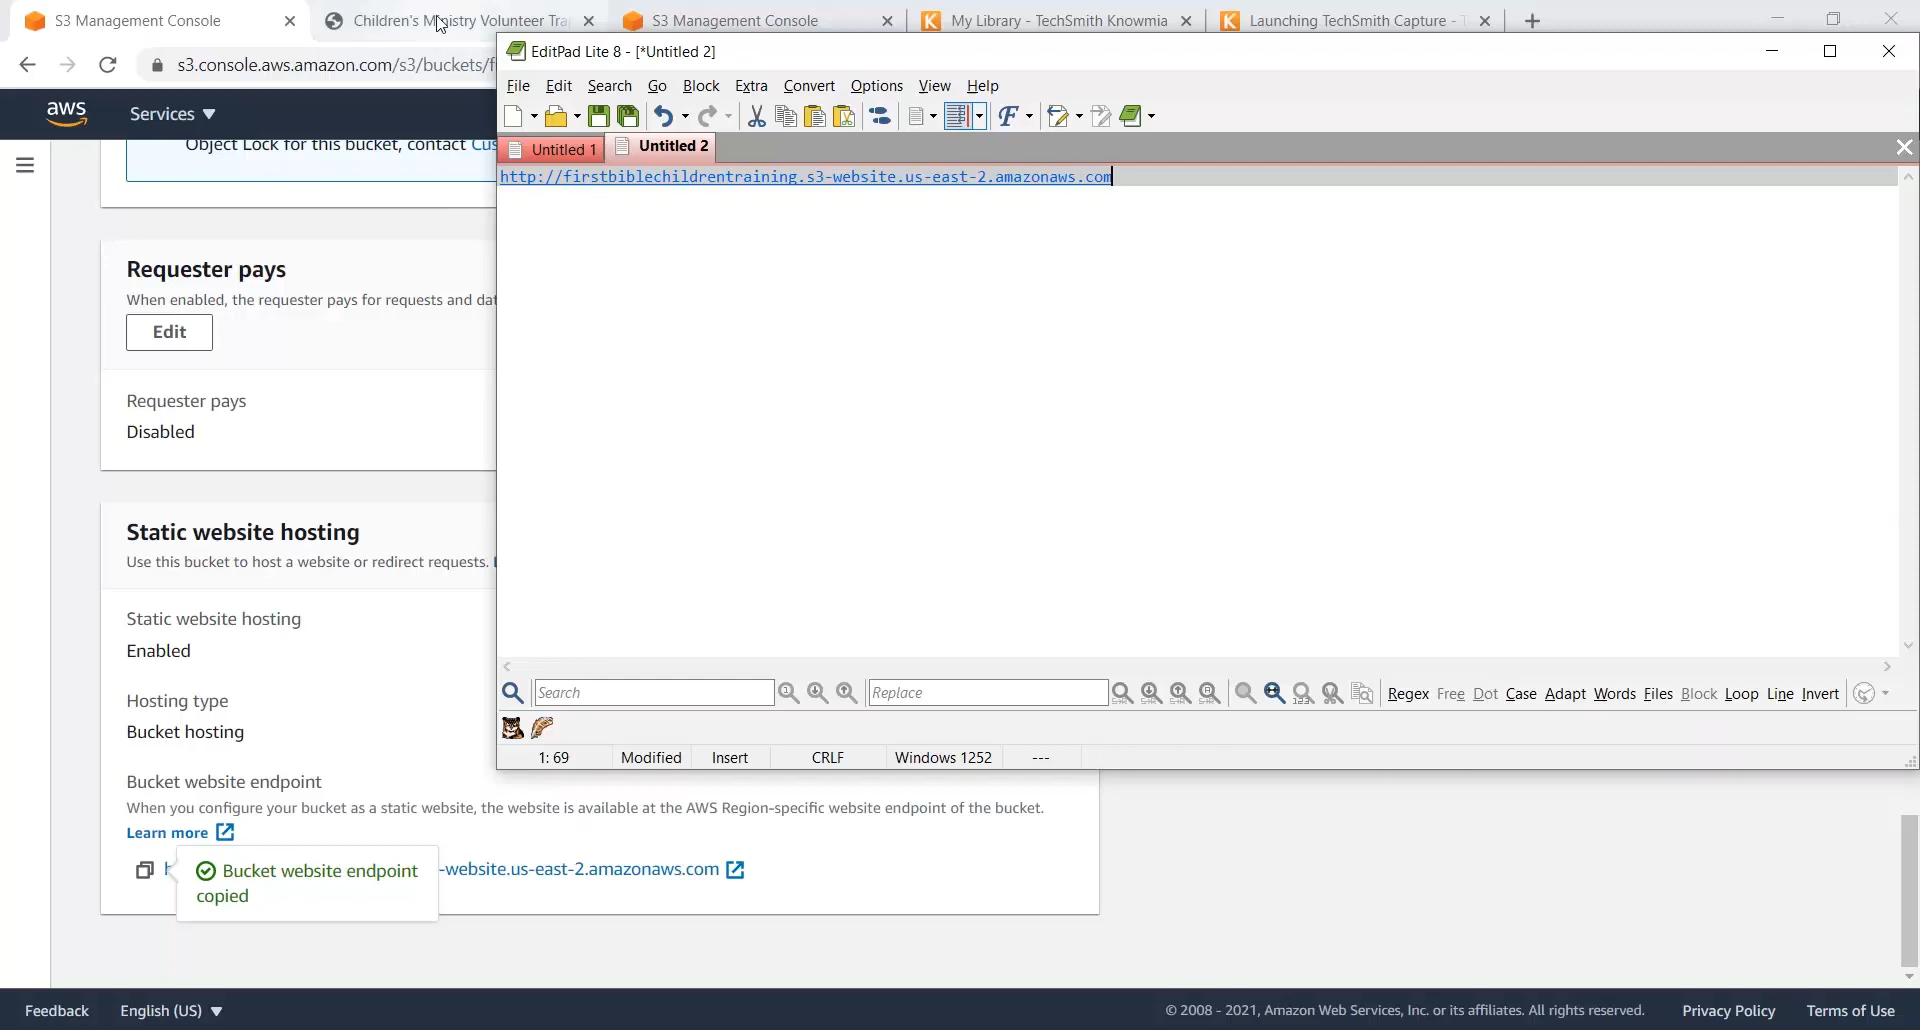 S3 Management Console
Children's Ministry Volunteer Tra
S3 Management Console
My Library - TechSmith Knowmia
Launching TechSmith Capture -
s3.console.aws.amazon.com/s3/buckets/f
EditPad Lite 8 - [*Untitled 2]
File Edit Search Go Block Extra Convert Options View Help
aws
Services
Untitled 1
Untitled 2
http://firstbiblechildrentraining.s3-website.us-east-2.amazonaws.com
Object Lock for this bucket, contact Cus
Requester pays
When enabled, the requester pays for requests and dat
Edit
Requester pays
Disabled
Static website hosting
Use this bucket to host a website or redirect requests.
Static website hosting
Enabled
Hosting type
Bucket hosting
Search
Replace
Regex Free Dot Case Adapt Words Files Block Loop Line Invert
1: 69 Modified Insert CRLF Windows 1252 ---
Bucket website endpoint
When you configure your bucket as a static website, the website is available at the AWS Region-specific website endpoint of the bucket.
Learn more
-website.us-east-2.amazonaws.com
Bucket website endpoint
copied
Feedback English (US)
© 2008 - 2021, Amazon Web Services, Inc. or its affiliates. All rights reserved. Privacy Policy Terms of Use